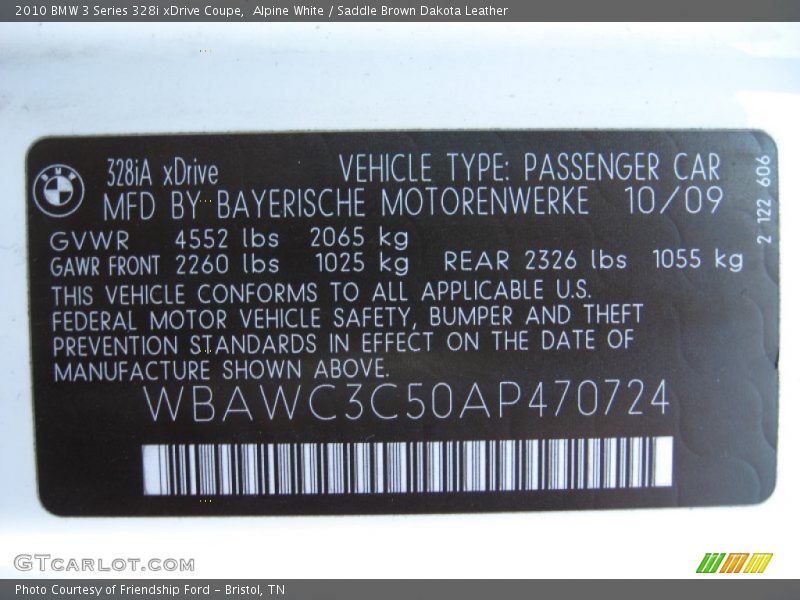 2010 BMW 3 Series 328i xDrive Coupe,  Alpine White / Saddle Brown Dakota Leather
BMW
328iA xDrive VEHICLE TYPE: PASSENGER CAR
MFD BY BAYERISCHE MOTORENWERKE 10/09
2 122 606
GVWR 4552 lbs 2065 kg
GAWR FRONT 2260 lbs 1025 kg REAR 2326 lbs 1055 kg
THIS VEHICLE CONFORMS TO ALL APPLICABLE U.S.
FEDERAL MOTOR VEHICLE SAFETY, BUMPER AND THEFT
PREVENTION STANDARDS IN EFFECT ON THE DATE OF
MANUFACTURE SHOWN ABOVE.
WBAWC3C50AP470724
GTCARLOT.COM
Photo Courtesy of Friendship Ford – Bristol, TN